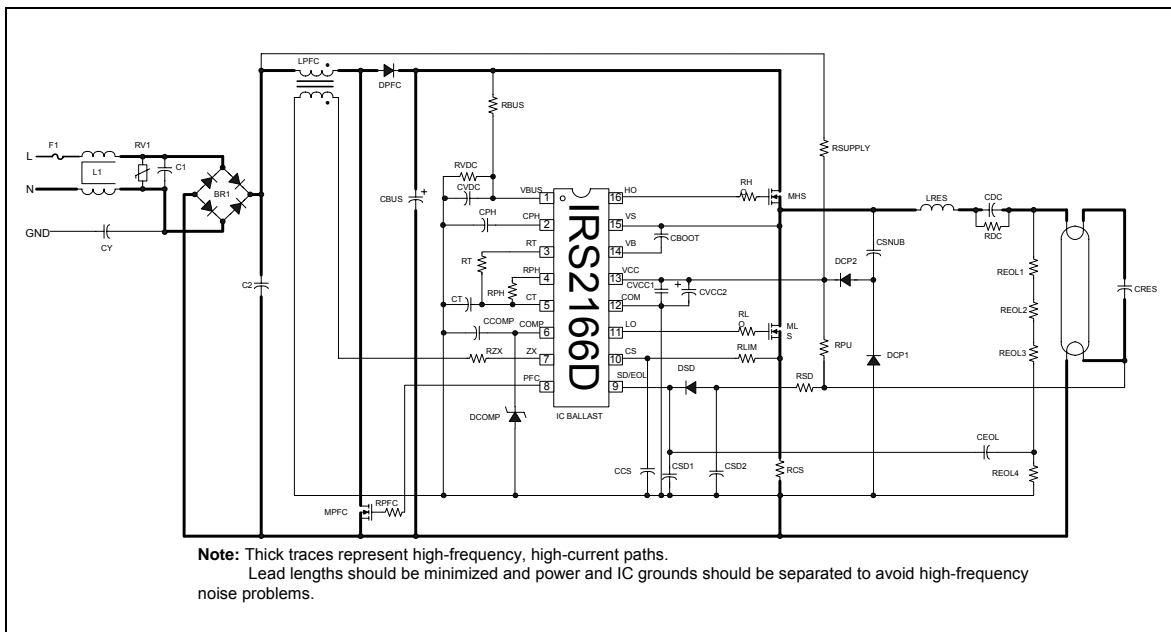 LPFC
DPFC
RBUS
F1
RV1
L
L1
C1
N
BR1
GND
CY
C2
CBUS
+
RVDC
CVDC
VBUS
CPH
CPH
RT
RT
RPH
RPH
CT
CT
CCOMP
COMP
RZX
ZX
PFC
DCOMP
1
2
3
4
5
6
7
8
IRS2166D
IC BALLAST
16
15
14
13
12
11
10
9
HO
VS
VB
VCC
COM
LO
CS
SD/EOL
RH
O
MHS
CBOOT
CVCC1
+
CVCC2
RL
O
ML
S
RLIM
DSD
RSD
RSUPPLY
DCP2
RPU
DCP1
CSNUB
LRES
CDC
RDC
REOL1
REOL2
REOL3
CRES
CEOL
REOL4
CCS
CSD1
CSD2
RCS
MPFC
RPFC
Note: Thick traces represent high-frequency, high-current paths.
Lead lengths should be minimized and power and IC grounds should be separated to avoid high-frequency
noise problems.